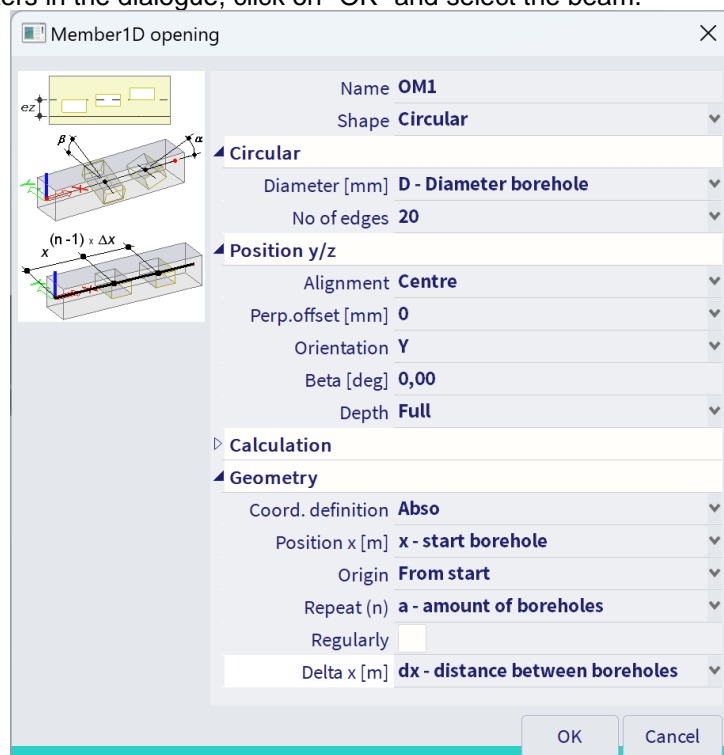 ters in the dialogue, click on "OK" and select the beam.
Member1D opening
ez
β
α
(n -1) x Δx
x
Name OM1
Shape Circular
Circular
Diameter [mm] D - Diameter borehole
No of edges 20
Position y/z
Alignment Centre
Perp.offset [mm] 0
Orientation Y
Beta [deg] 0,00
Depth Full
Calculation
Geometry
Coord. definition Abso
Position x [m] x - start borehole
Origin From start
Repeat (n) a - amount of boreholes
Regularly
Delta x [m] dx - distance between boreholes
OK Cancel